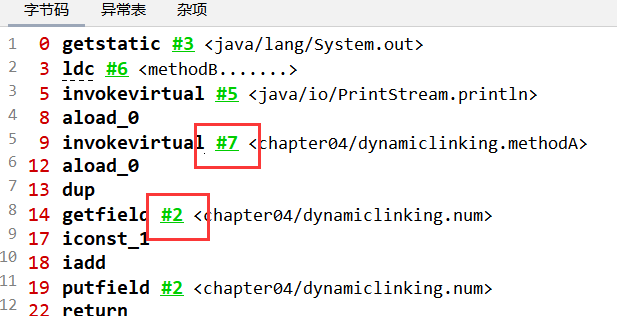 字节码 异常表 杂项
1 0 getstatic #3 <java/lang/System.out>
2 3 ldc #6 <methodB.......>
3 5 invokevirtual #5 <java/io/PrintStream.println>
4 8 aload_0
5 9 invokevirtual #7 <chapter04/dynamiclinking.methodA>
6 12 aload_0
7 13 dup
8 14 getfield #2 <chapter04/dynamiclinking.num>
9 17 iconst_1
10 18 iadd
11 19 putfield #2 <chapter04/dynamiclinking.num>
12 22 return